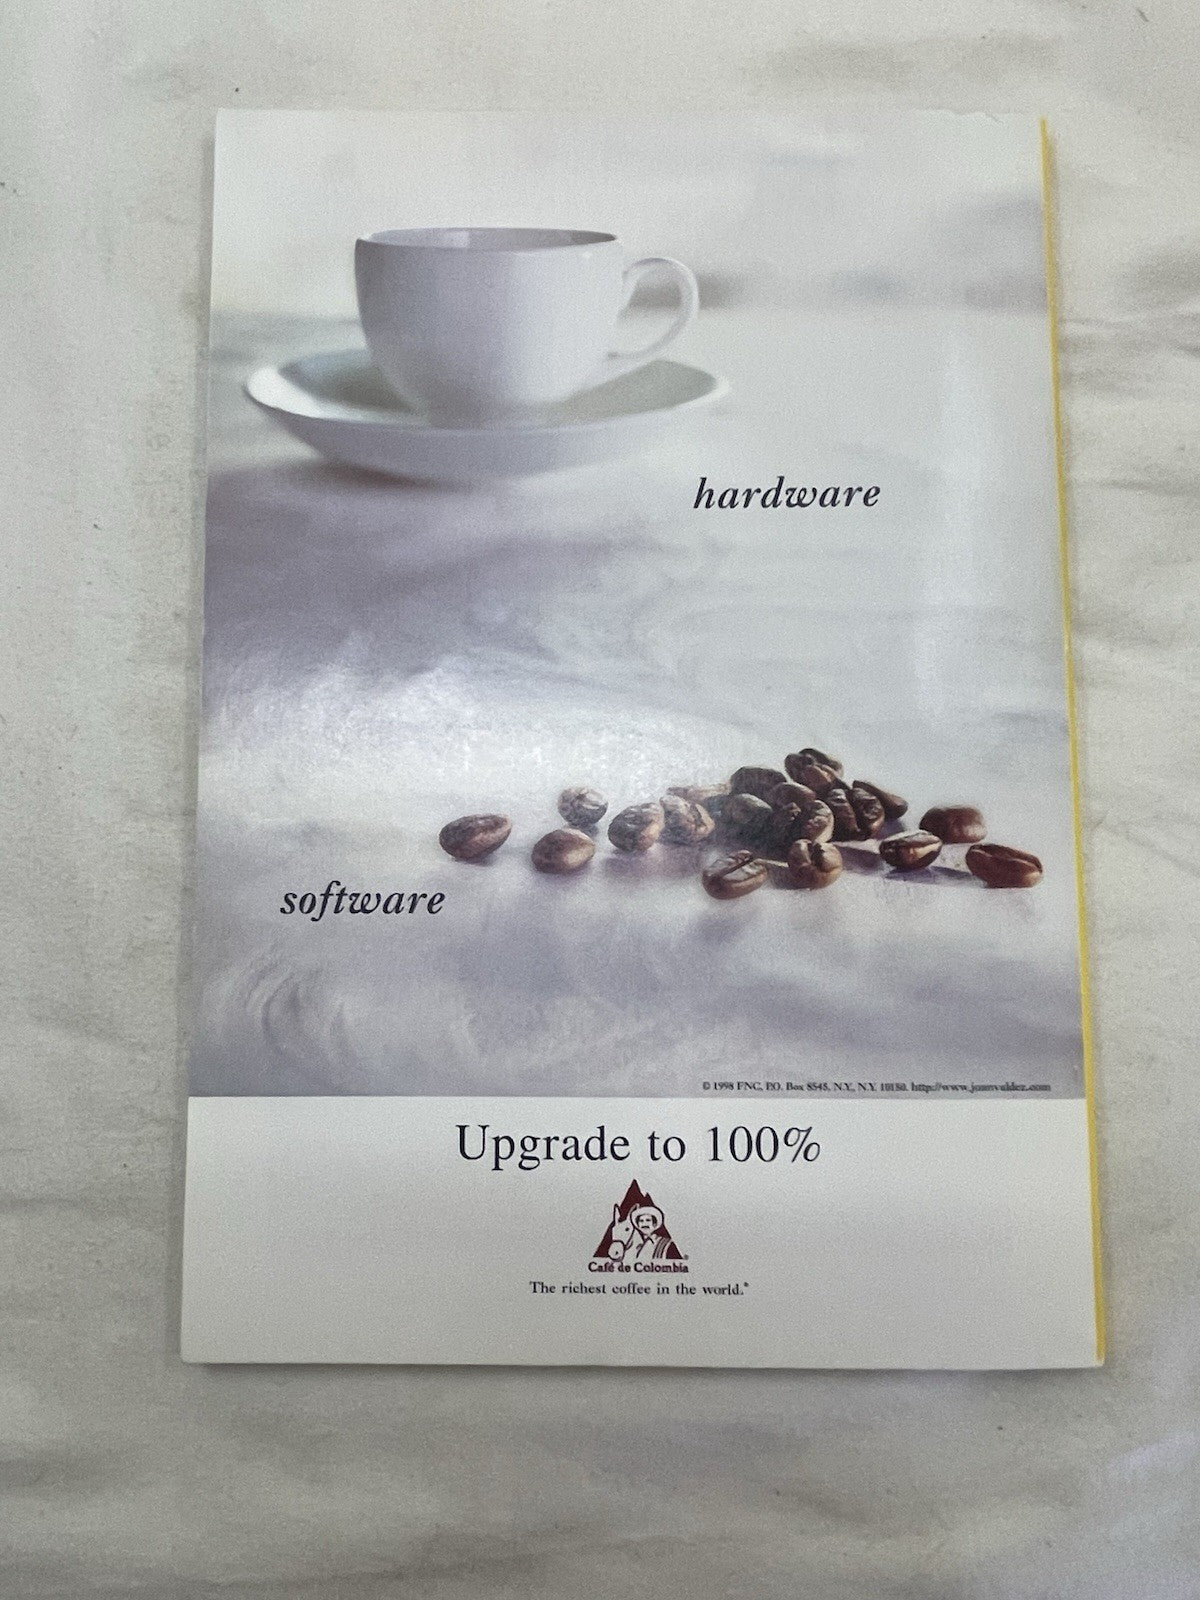 hardware
software
© 1998 FNC, P.O. Box 8545, N.Y., N.Y. 10150. http://www.juanvaldez.com
Upgrade to 100%
Café de Colombia
The richest coffee in the world.®